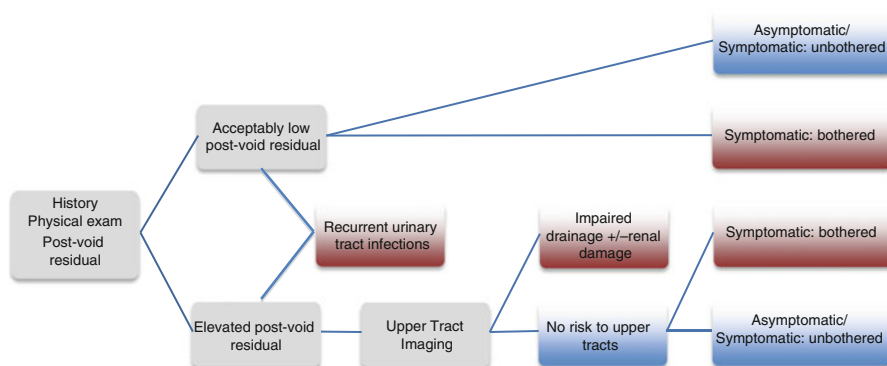 Asymptomatic/
Symptomatic: unbothered
Acceptably low
post-void residual
Symptomatic: bothered
History
Physical exam
Post-void
residual
Recurrent urinary
tract infections
Impaired
drainage +/–renal
damage
Symptomatic: bothered
Elevated post-void
residual
Upper Tract
Imaging
No risk to upper
tracts
Asymptomatic/
Symptomatic: unbothered